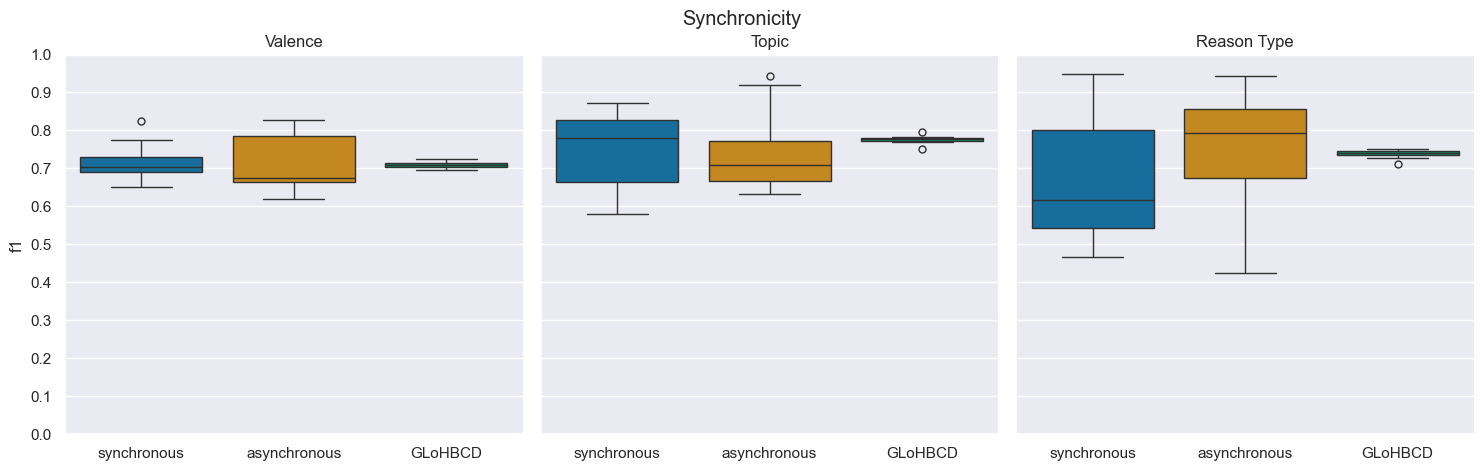 Synchronicity
Valence
Topic
Reason Type
f1
1.0
0.9
0.8
0.7
0.6
0.5
0.4
0.3
0.2
0.1
0.0
synchronous asynchronous GLoHBCD
synchronous asynchronous GLoHBCD
synchronous asynchronous GLoHBCD